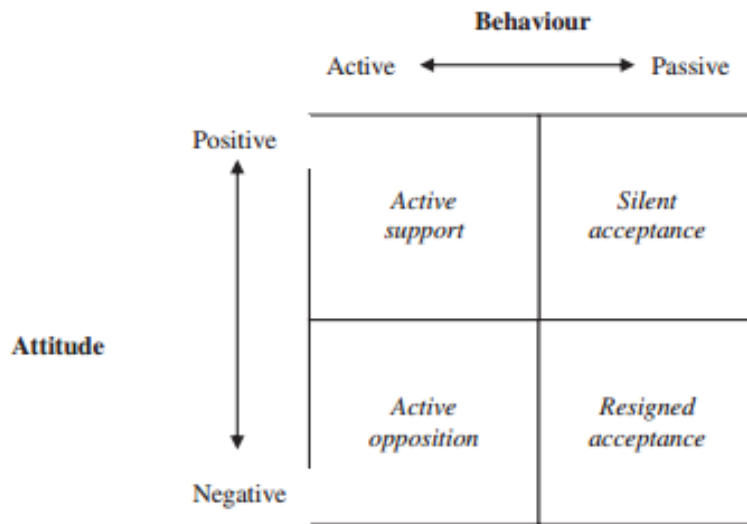 Behaviour
Active Passive
Positive
Active Silent
support acceptance
Attitude
Active Resigned
opposition acceptance
Negative